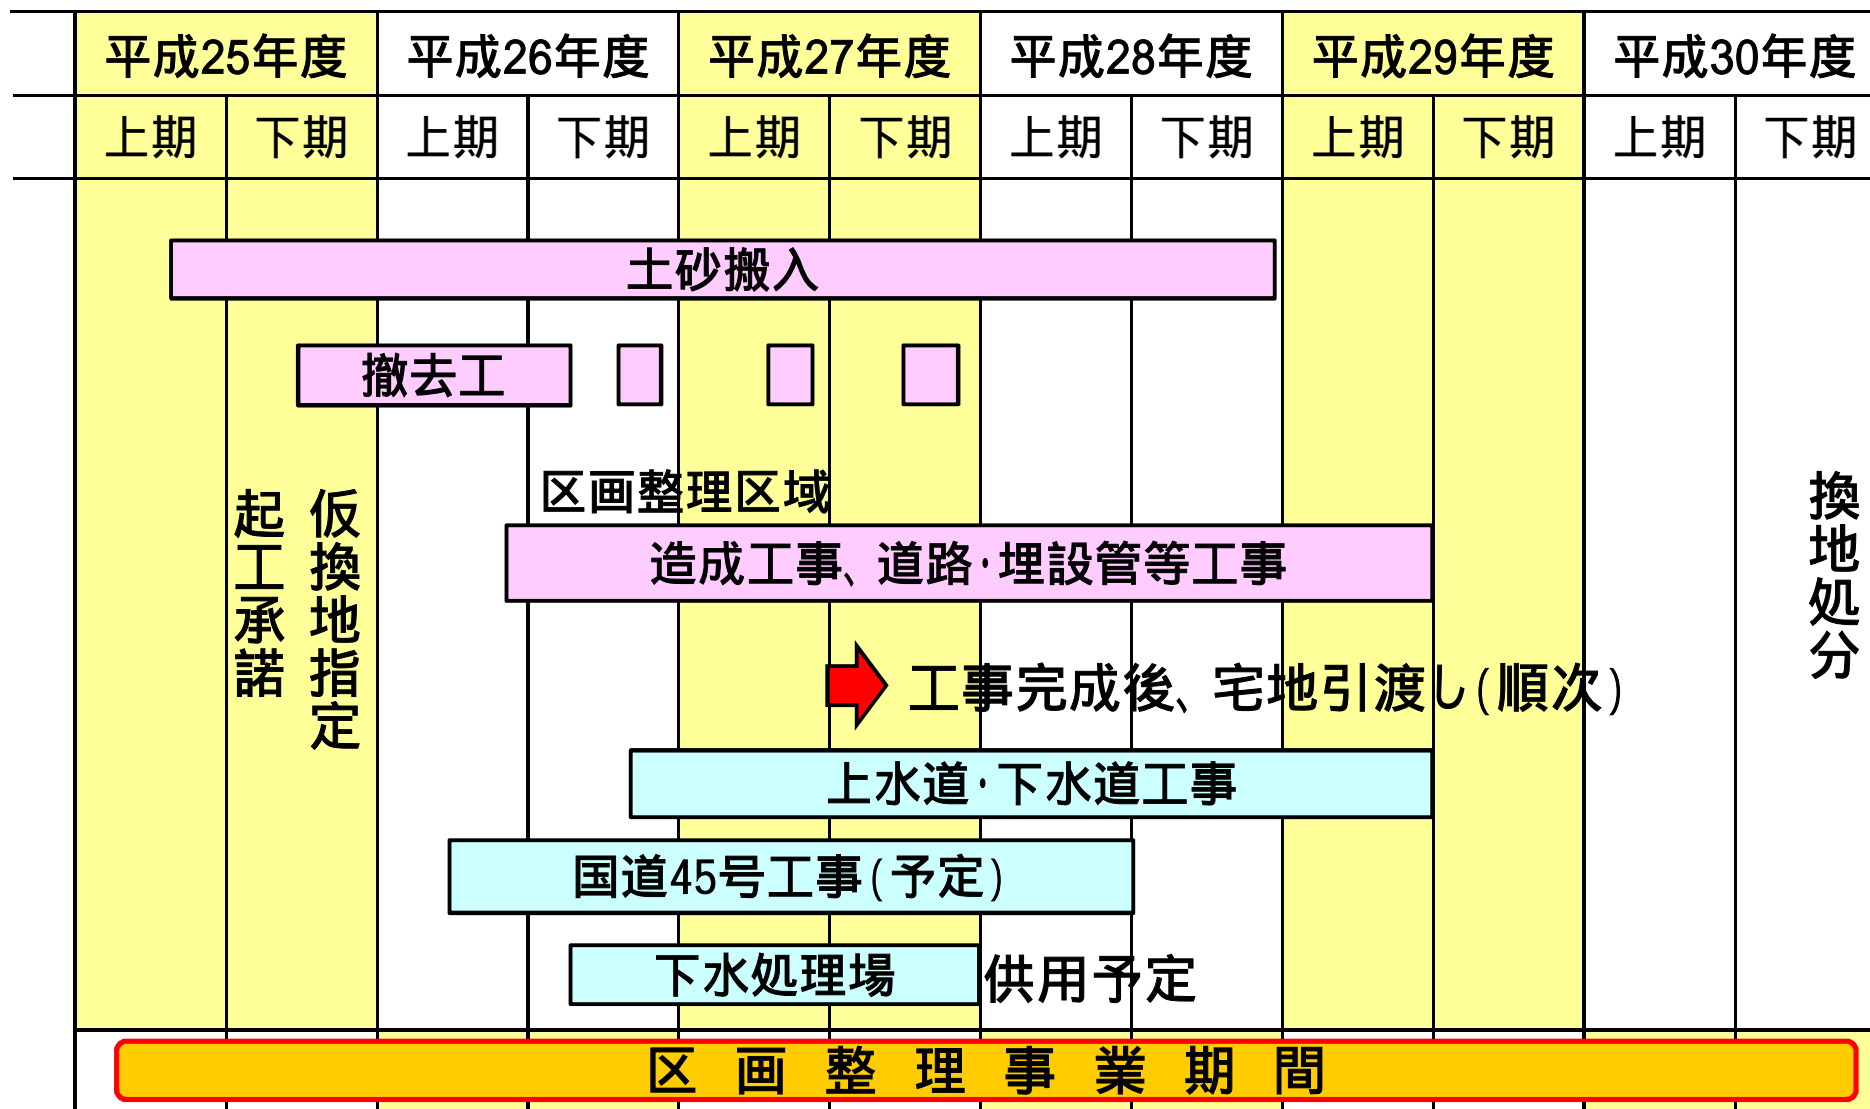 平成25年度 平成26年度 平成27年度 平成28年度 平成29年度 平成30年度
上期 下期 上期 下期 上期 下期 上期 下期 上期 下期 上期 下期
土砂搬入
撤去工
区画整理区域
起工承諾
仮換地指定
換地処分
造成工事、道路・埋設管等工事
工事完成後、宅地引渡し(順次)
上水道・下水道工事
国道45号工事(予定)
下水処理場 供用予定
区画整理事業期間